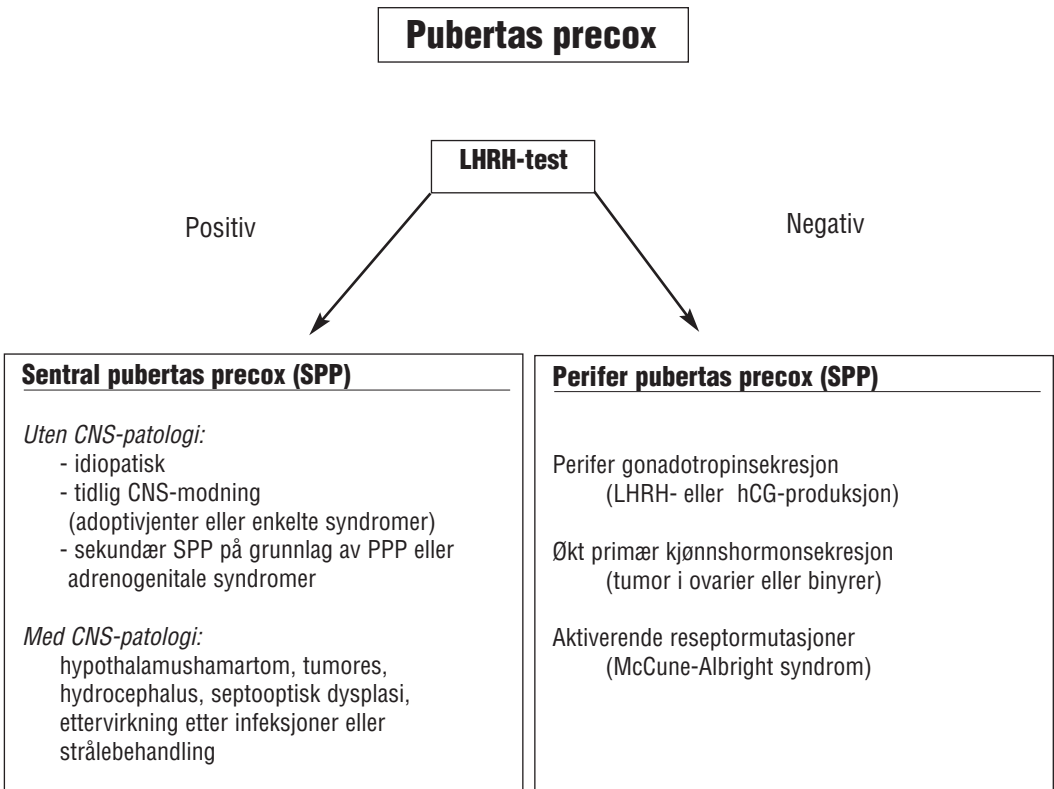 Pubertas precox
LHRH-test
Positiv
Negativ
Sentral pubertas precox (SPP)
Uten CNS-patologi:
- idiopatisk
- tidlig CNS-modning
(adoptivjenter eller enkelte syndromer)
- sekundær SPP på grunnlag av PPP eller
adrenogenitale syndromer
Med CNS-patologi:
hypothalamushamartom, tumores,
hydrocephalus, septooptisk dysplasi,
ettervirkning etter infeksjoner eller
strålebehandling
Perifer pubertas precox (SPP)
Perifer gonadotropinsekresjon
(LHRH- eller hCG-produksjon)
Økt primær kjønnshormonsekresjon
(tumor i ovarier eller binyrer)
Aktiverende reseptormutasjoner
(McCune-Albright syndrom)